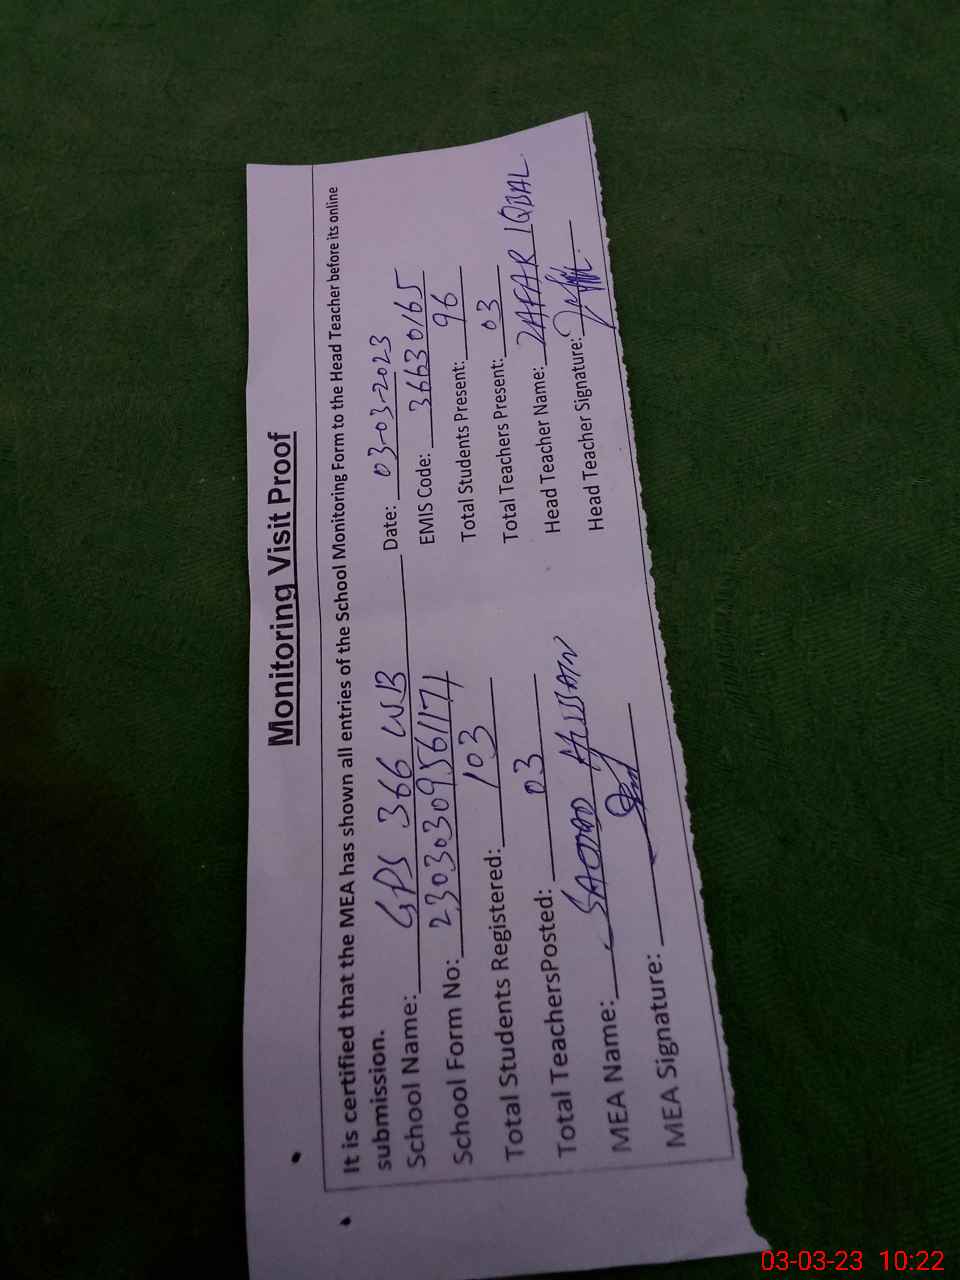 Monitoring Visit Proof
It is certified that the MEA has shown all entries of the School Monitoring Form to the Head Teacher before its online
submission.
School Name: GPS 366 WB Date: 03-03-2023
School Form No: 23030309561171 EMIS Code: 36630165
Total Students Registered: 103 Total Students Present: 96
Total TeachersPosted: 03 Total Teachers Present: 03
MEA Name: HUSSAIN Head Teacher Name: ZAFAR IQBAL
MEA Signature: Head Teacher Signature:
03-03-23 10:22